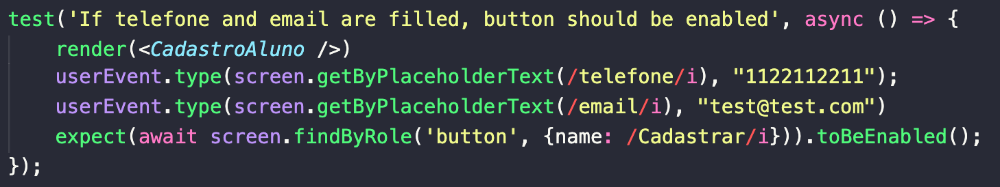 test('If telefone and email are filled, button should be enabled', async () => {
    render(<CadastroAluno />)
    userEvent.type(screen.getByPlaceholderText(/telefone/i), "1122112211");
    userEvent.type(screen.getByPlaceholderText(/email/i), "test@test.com")
    expect(await screen.findByRole('button', {name: /Cadastrar/i})).toBeEnabled();
});